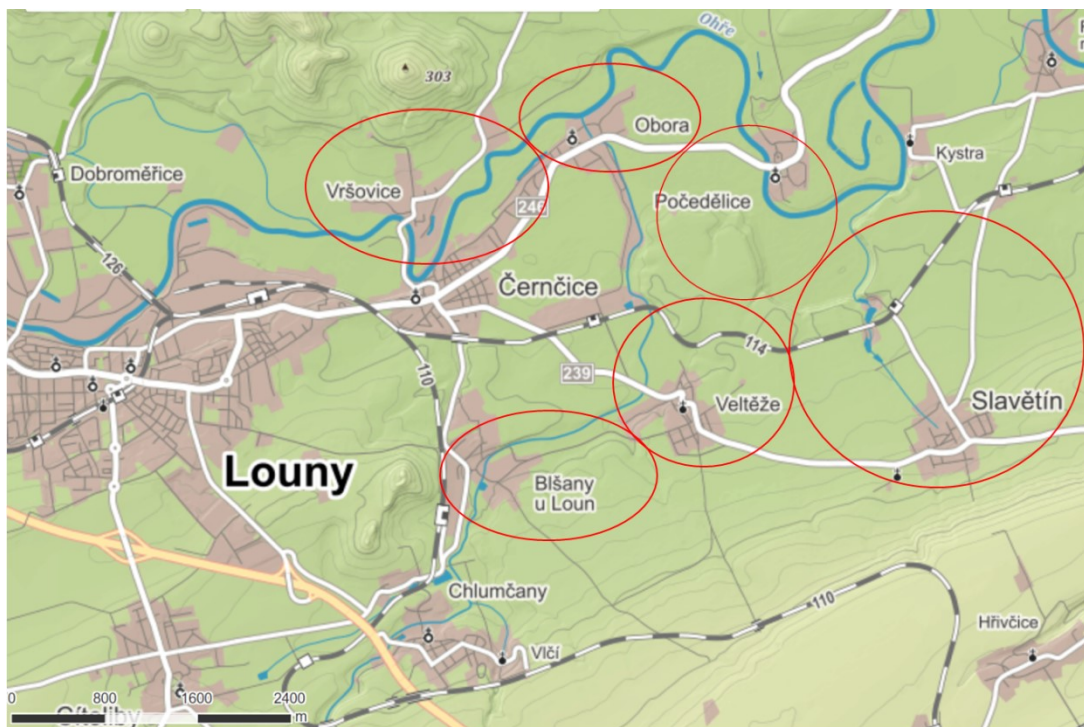 Ohře
303
Obora
Kystra
Dobroměřice
Vršovice
Počedělice
246
126
Černčice
114
110
239
Veltěže
Slavětín
Louny
Blšany
u Loun
Chlumčany
110
Vlčí
Hřivčice
0 800 1600 2400
m